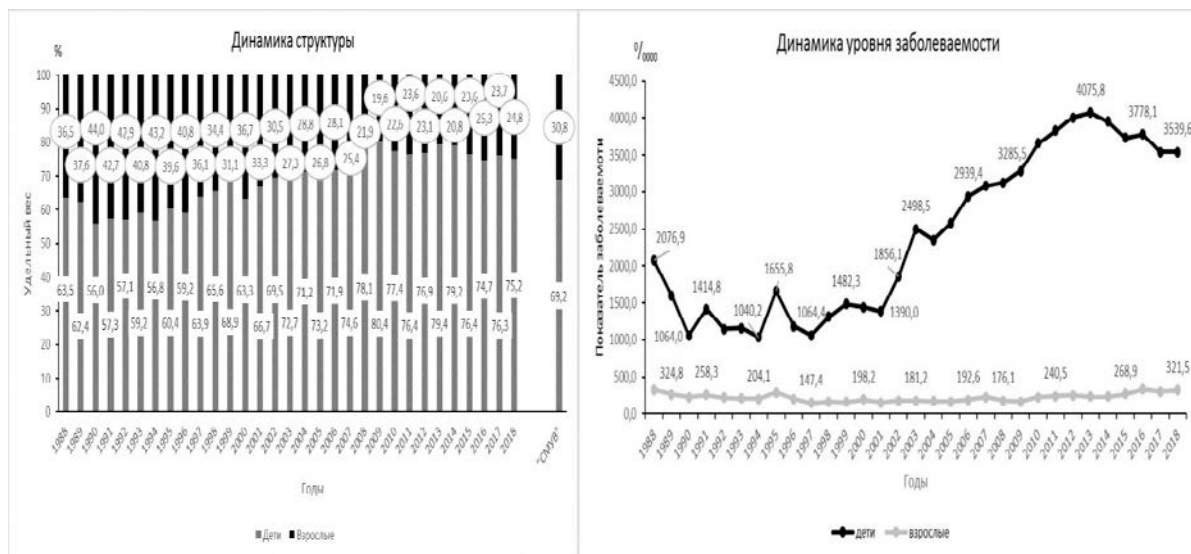 Динамика структуры
%
100
90
80
70
60
50
40
30
20
10
0
Удельный вес
36,5 44,0 42,9 43,2 40,8 34,4 36,7 30,5 28,8 28,1 21,9 19,6 22,6 23,6 23,1 20,6 20,8 23,6 25,3 23,7 24,8 30,8
37,6 42,7 40,8 39,6 36,1 31,1 33,3 27,3 26,8 25,4
63,5 56,0 57,1 56,8 59,2 65,6 63,3 69,5 71,2 71,9 78,1 77,4 76,9 79,2 74,7 75,2 69,2
62,4 57,3 59,2 60,4 63,9 68,9 66,7 72,7 73,2 74,6 80,4 76,4 79,4 76,4 76,3
1988 1989 1990 1991 1992 1993 1994 1995 1996 1997 1998 1999 2000 2001 2002 2003 2004 2005 2006 2007 2008 2009 2010 2011 2012 2013 2014 2015 2016 2017 2018
Годы
Дети Взрослые
Динамика уровня заболеваемости
0/0000
4500,0
4000,0
3500,0
3000,0
2500,0
2000,0
1500,0
1000,0
500,0
0,0
Показатель заболеваемоти
2076,9
1064,0
1414,8
1040,2
1655,8
1064,4
1482,3
1390,0
1856,1
2498,5
2939,4
3285,5
4075,8
3778,1
3539,6
324,8 258,3 204,1 147,4 198,2 181,2 192,6 176,1 240,5 268,9 321,5
1988 1989 1990 1991 1992 1993 1994 1995 1996 1997 1998 1999 2000 2001 2002 2003 2004 2005 2006 2007 2008 2009 2010 2011 2012 2013 2014 2015 2016 2017 2018
Годы
дети взрослые